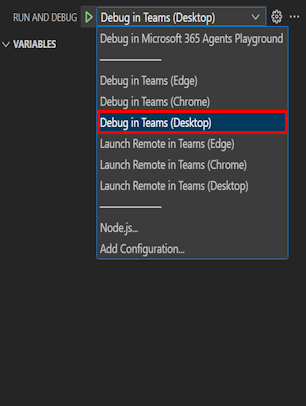 RUN AND DEBUG Debug in Teams (Desktop)
VARIABLES
Debug in Microsoft 365 Agents Playground
Debug in Teams (Edge)
Debug in Teams (Chrome)
Debug in Teams (Desktop)
Launch Remote in Teams (Edge)
Launch Remote in Teams (Chrome)
Launch Remote in Teams (Desktop)
Node.js...
Add Configuration...